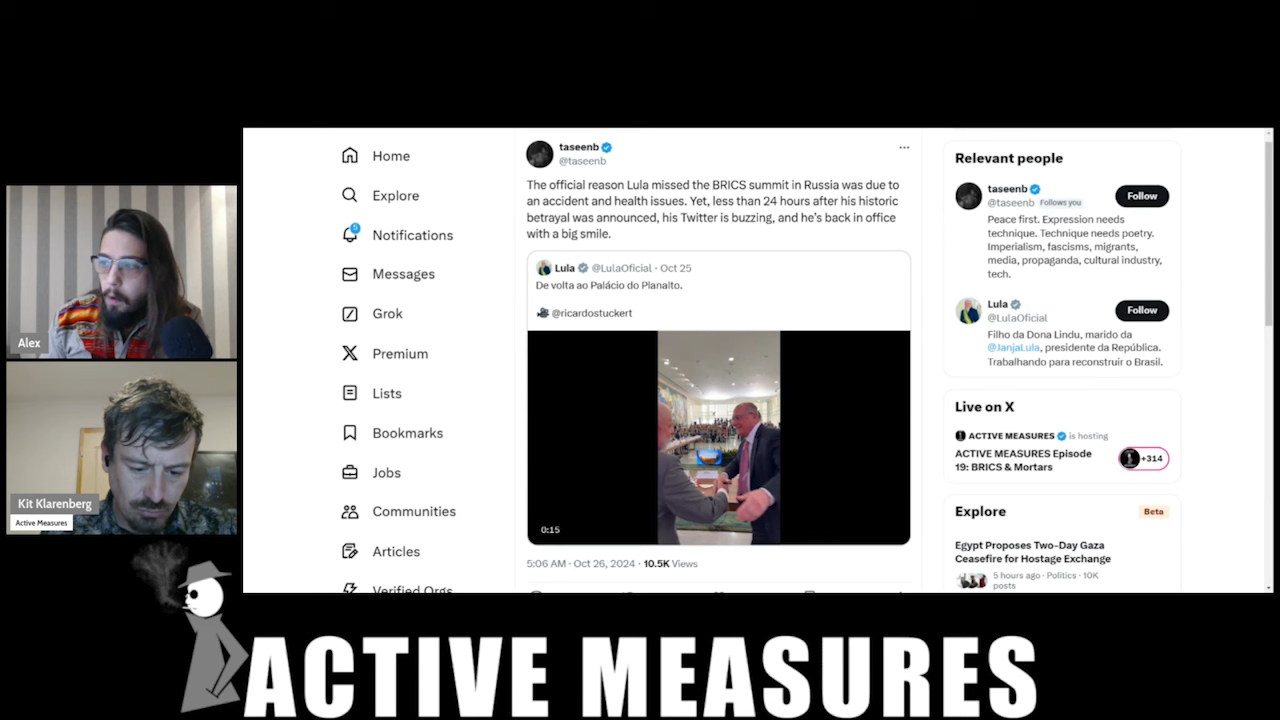 Alex
Kit Klarenberg
Active Measures
Home
Explore
5
Notifications
Messages
Grok
Premium
Lists
Bookmarks
Jobs
Communities
Articles
Verified Orgs
taseenb
@taseenb
The official reason Lula missed the BRICS summit in Russia was due to
an accident and health issues. Yet, less than 24 hours after his historic
betrayal was announced, his Twitter is buzzing, and he's back in office
with a big smile.
Lula @LulaOficial · Oct 25
De volta ao Palácio do Planalto.
@ricardostuckert
0:15
5:06 AM · Oct 26, 2024 · 10.5K Views
Relevant people
taseenb
@taseenb Follows you
Follow
Peace first. Expression needs
technique. Technique needs poetry.
Imperialism, fascisms, migrants,
media, propaganda, cultural industry,
tech.
Lula
@LulaOficial
Follow
Filho da Dona Lindu, marido da
@JanjaLula, presidente da República.
Trabalhando para reconstruir o Brasil.
Live on X
ACTIVE MEASURES is hosting
ACTIVE MEASURES Episode
19: BRICS & Mortars
+314
Explore
Beta
Egypt Proposes Two-Day Gaza
Ceasefire for Hostage Exchange
5 hours ago · Politics · 10K
posts
ACTIVE MEASURES